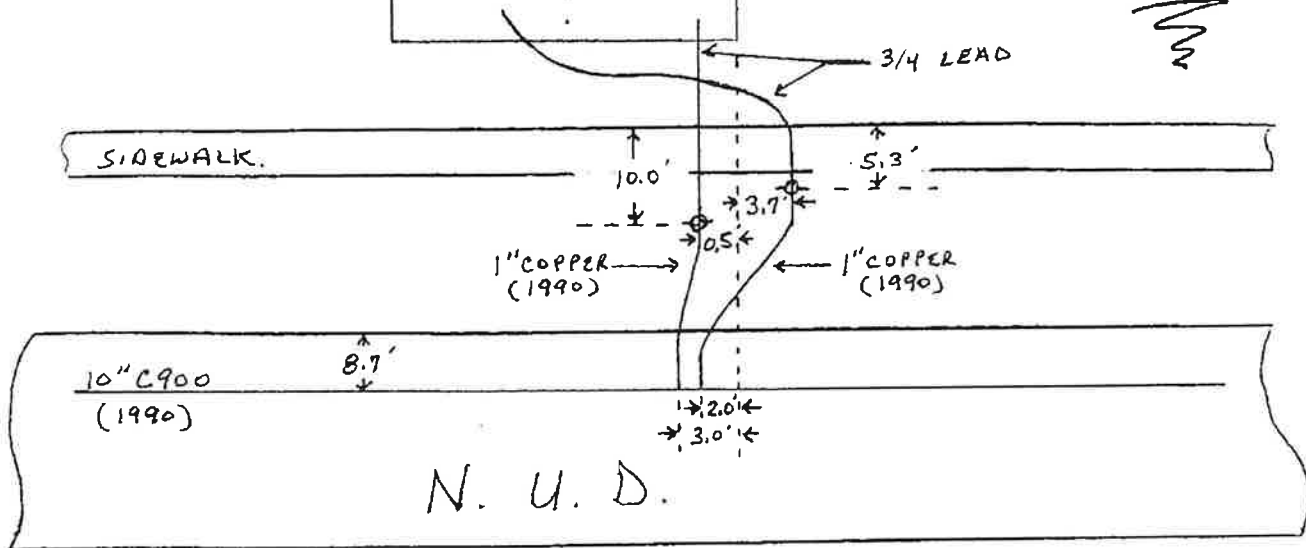 3/4 LEAD
SIDEWALK.
10.0'
5.3'
3.7'
0.5'
1" COPPER
(1990)
1" COPPER
(1990)
8.7'
10" C900
(1990)
2.0'
3.0'
N. U. D.